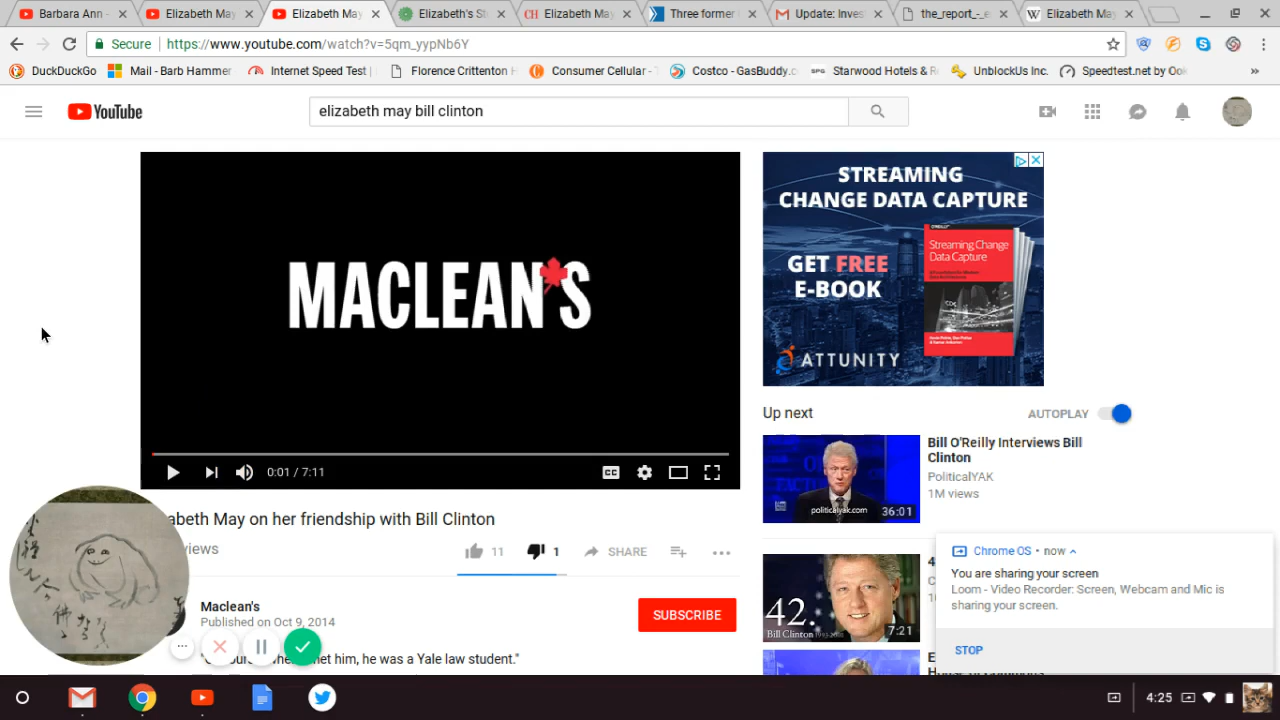 Barbara Ann -
Elizabeth May
Elizabeth May
Elizabeth's St
Elizabeth May
Three former
Update: Inves
the_report_-_e
Elizabeth May
Secure
https://www.youtube.com/watch?v=5qm_yypNb6Y
DuckDuckGo
Mail - Barb Hammer
Internet Speed Test |
Florence Crittenton H
Consumer Cellular -
Costco - GasBuddy.c
SPG
Starwood Hotels & R
UnblockUs Inc.
Speedtest.net by Ook
»
YouTube
elizabeth may bill clinton
MACLEAN'S
0:01 / 7:11
CC
STREAMING
CHANGE DATA CAPTURE
GET FREE
E-BOOK
O'REILLY
Streaming Change
Data Capture
ATTUNITY
Up next
AUTOPLAY
Bill O'Reilly Interviews Bill
Clinton
PoliticalYAK
1M views
politicalyak.com
36:01
abeth May on her friendship with Bill Clinton
views
11
1
SHARE
Maclean's
Published on Oct 9, 2014
SUBSCRIBE
met him, he was a Yale law student."
42.
Bill Clinton 1993-2001
7:21
4
Chrome OS • now
You are sharing your screen
Loom - Video Recorder: Screen, Webcam and Mic is
sharing your screen.
STOP
4:25